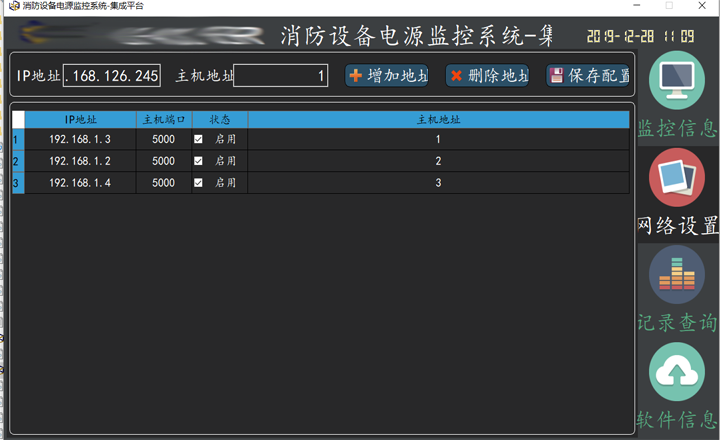 消防设备电源监控系统-集成平台
消防设备电源监控系统-集
2019-12-28 11 09
IP地址 .168.126.245 主机地址 1 增加地址 删除地址 保存配置
IP地址 主机端口 状态 主机地址
1 192.168.1.3 5000 启用 1
2 192.168.1.2 5000 启用 2
3 192.168.1.4 5000 启用 3
监控信息
网络设置
记录查询
软件信息